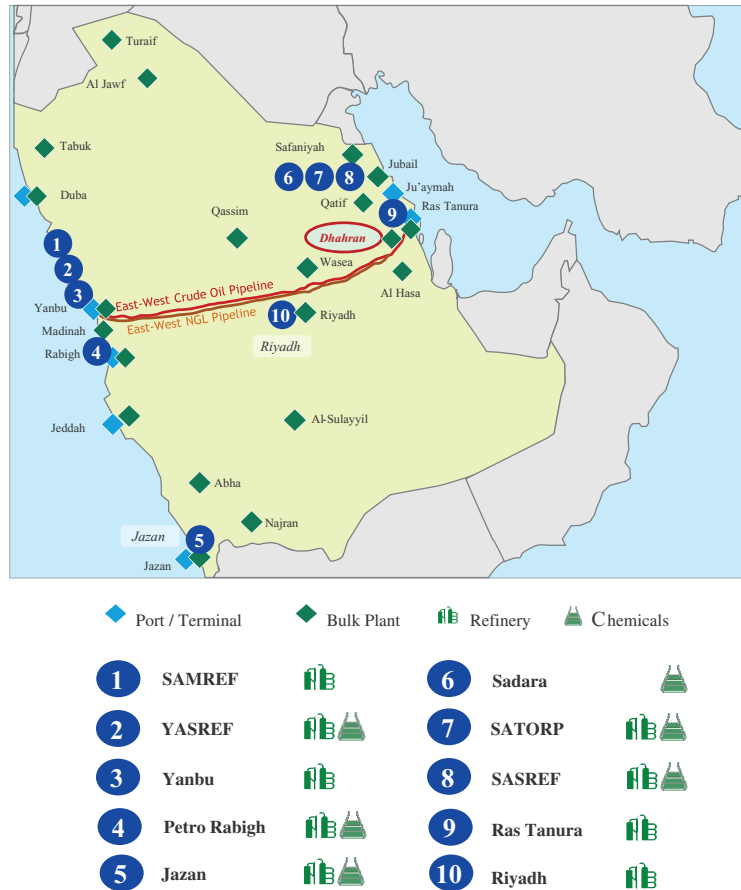 Turaif
Al Jawf
Tabuk
Safaniyah
Jubail
6 7 8
Ju'aymah
Duba
Qatif
Ras Tanura
9
Qassim
Dhahran
1
Wasea
2
Al Hasa
East-West Crude Oil Pipeline
3
Yanbu
East-West NGL Pipeline
10
Riyadh
Madinah
Riyadh
Rabigh
4
Al-Sulayyil
Jeddah
Abha
Najran
Jazan
5
Jazan
Port / Terminal
Bulk Plant
Refinery
Chemicals
1 SAMREF
6 Sadara
2 YASREF
7 SATORP
3 Yanbu
8 SASREF
4 Petro Rabigh
9 Ras Tanura
5 Jazan
10 Riyadh